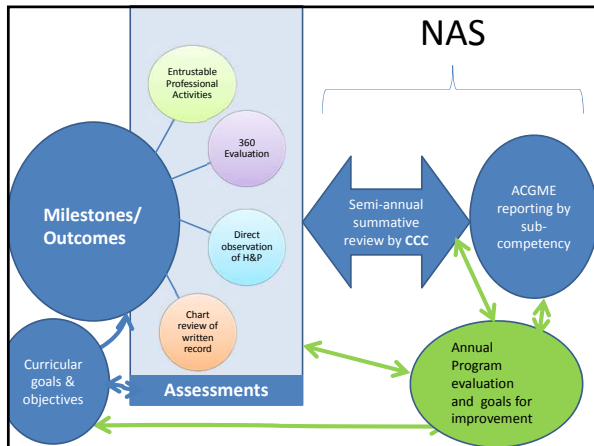 NAS
Entrustable
Professional
Activities
360
Evaluation
Milestones/
Outcomes
Direct
observation
of H&P
Chart
review of
written
record
Semi-annual
summative
review by CCC
ACGME
reporting by
sub-
competency
Curricular
goals &
objectives
Assessments
Annual
Program
evaluation
and goals for
improvement